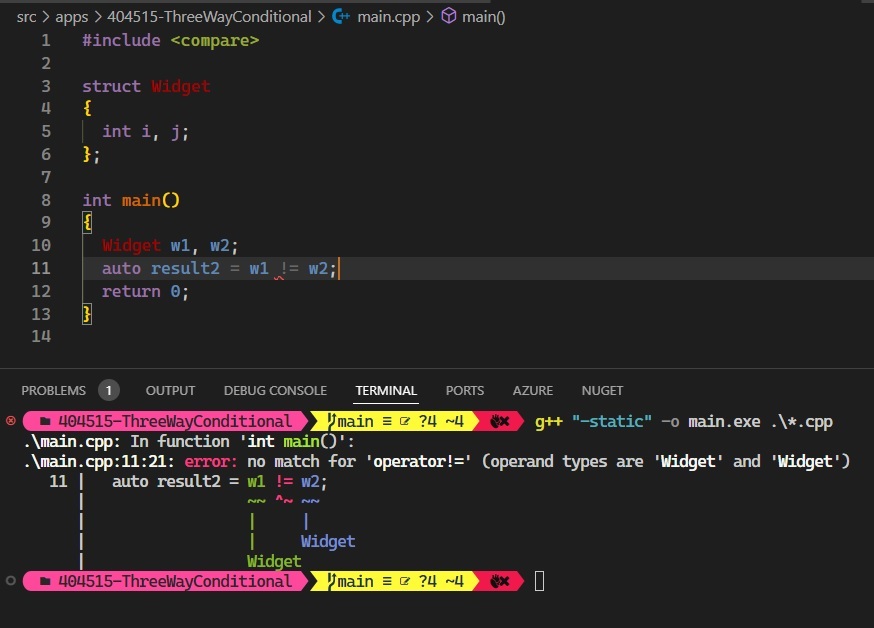 src > apps > 404515-ThreeWayConditional > main.cpp > main()
1 #include <compare>
2
3 struct Widget
4 {
5 int i, j;
6 };
7
8 int main()
9 {
10 Widget w1, w2;
11 auto result2 = w1 != w2;
12 return 0;
13 }
14
PROBLEMS 1 OUTPUT DEBUG CONSOLE TERMINAL PORTS AZURE NUGET
404515-ThreeWayConditional main ≡ ?4 ~4 g++ "-static" -o main.exe .\*.cpp
.\main.cpp: In function 'int main()':
.\main.cpp:11:21: error: no match for 'operator!=' (operand types are 'Widget' and 'Widget')
11 | auto result2 = w1 != w2;
| ~~ ^~ ~~
| | |
| | Widget
| Widget
404515-ThreeWayConditional main ≡ ?4 ~4